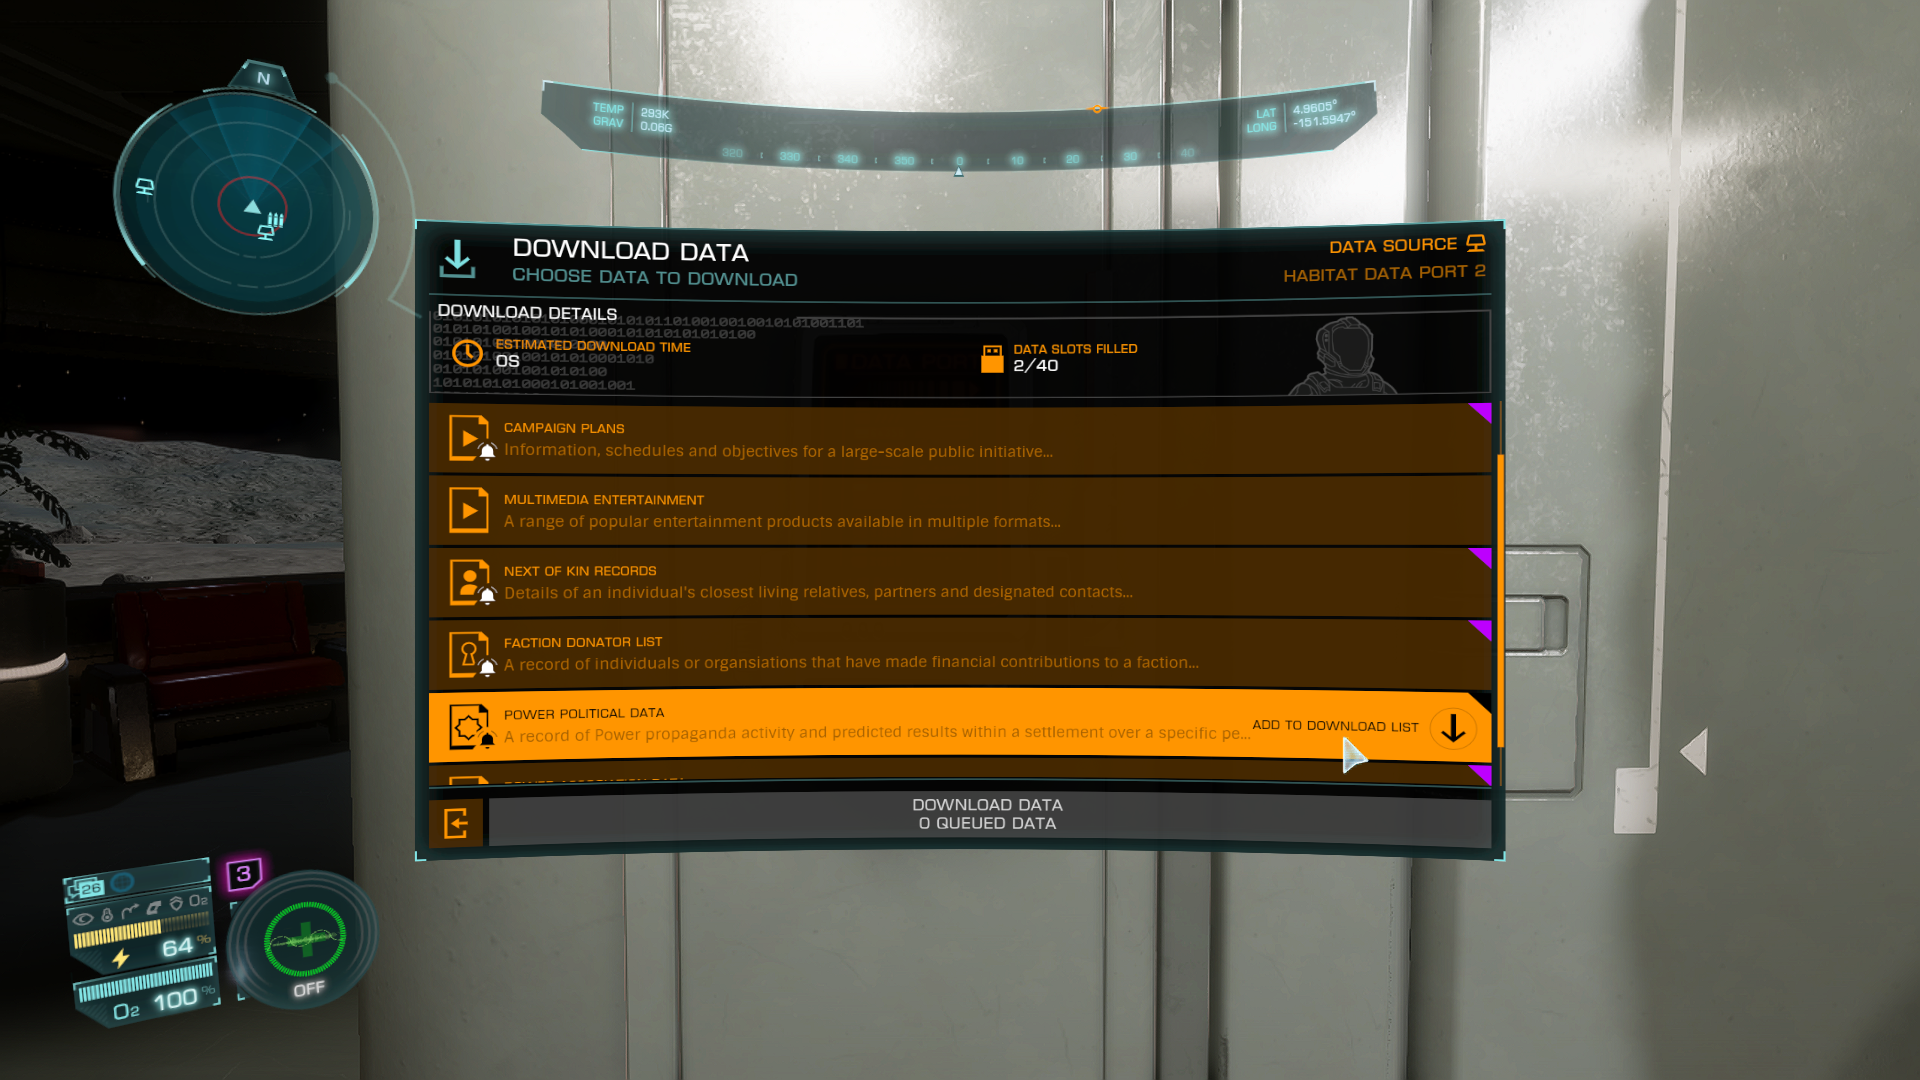 N
TEMP 293K
GRAV 0.06G
LAT 4.9605°
LONG -151.5947°
320 330 340 350 0 10 20 30 40
DOWNLOAD DATA
CHOOSE DATA TO DOWNLOAD
DATA SOURCE
HABITAT DATA PORT 2
DOWNLOAD DETAILS
ESTIMATED DOWNLOAD TIME
0S
DATA SLOTS FILLED
2/40
CAMPAIGN PLANS
Information, schedules and objectives for a large-scale public initiative...
MULTIMEDIA ENTERTAINMENT
A range of popular entertainment products available in multiple formats...
NEXT OF KIN RECORDS
Details of an individual's closest living relatives, partners and designated contacts...
FACTION DONATOR LIST
A record of individuals or organsiations that have made financial contributions to a faction...
POWER POLITICAL DATA
A record of Power propaganda activity and predicted results within a settlement over a specific pe...
ADD TO DOWNLOAD LIST
DOWNLOAD DATA
0 QUEUED DATA
26
3
O2
64 %
O2 100 %
OFF